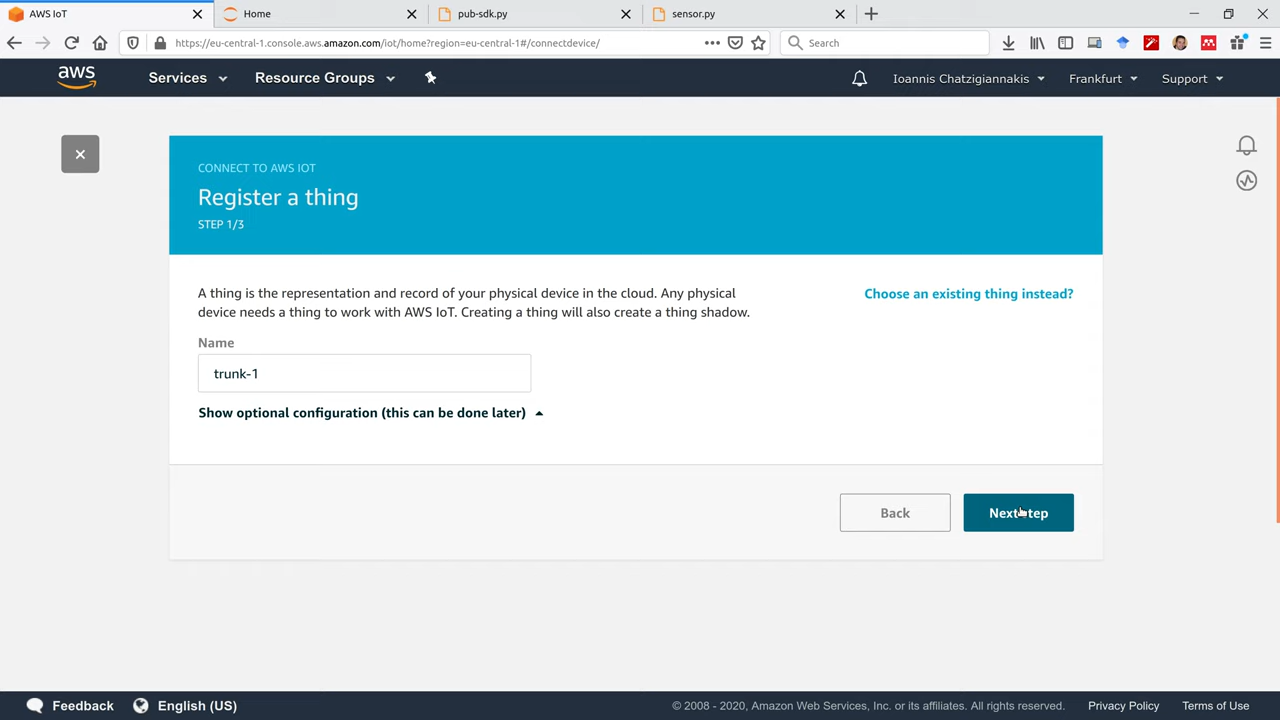 AWS IoT
Home
pub-sdk.py
sensor.py
https://eu-central-1.console.aws.amazon.com/iot/home?region=eu-central-1#/connectdevice/
Search
aws
Services
Resource Groups
Ioannis Chatzigiannakis
Frankfurt
Support
CONNECT TO AWS IOT
Register a thing
STEP 1/3
A thing is the representation and record of your physical device in the cloud. Any physical
device needs a thing to work with AWS IoT. Creating a thing will also create a thing shadow.
Choose an existing thing instead?
Name
trunk-1
Show optional configuration (this can be done later)
Back
Next step
Feedback
English (US)
© 2008 - 2020, Amazon Web Services, Inc. or its affiliates. All rights reserved.
Privacy Policy
Terms of Use